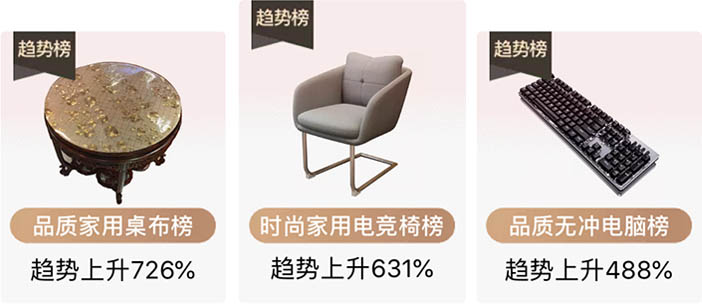 趋势榜
品质家用桌布榜
趋势上升726%
趋势榜
时尚家用电竞椅榜
趋势上升631%
趋势榜
品质无冲电脑榜
趋势上升488%